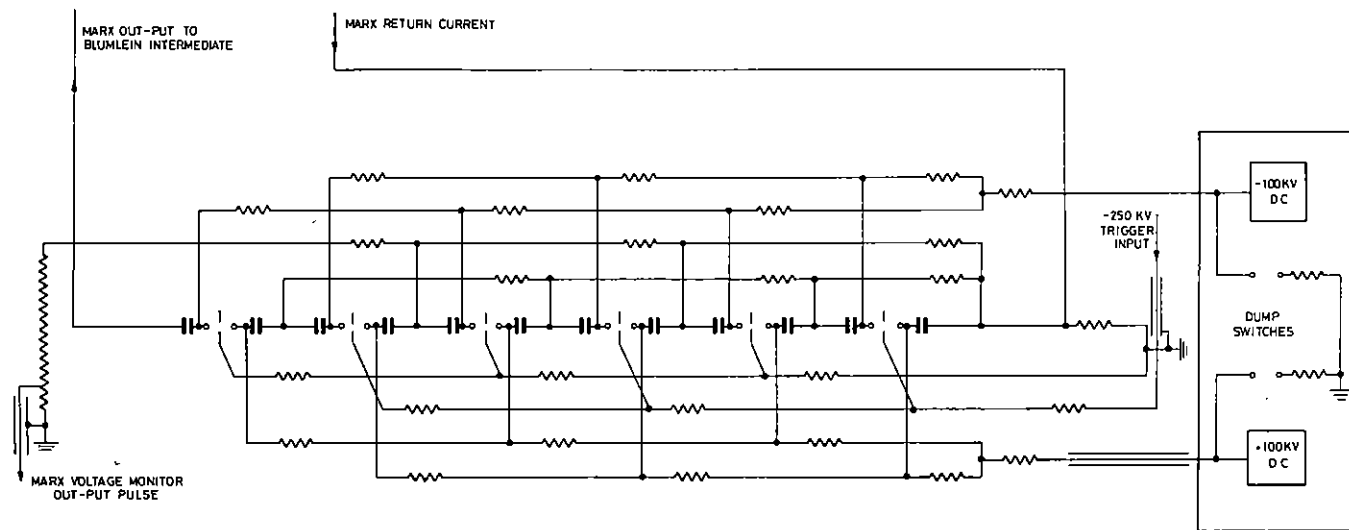 MARX OUT-PUT TO
BLUMLEIN INTERMEDIATE
MARX RETURN CURRENT
-100KV
DC
-250 KV
TRIGGER
INPUT
DUMP
SWITCHES
+100KV
DC
MARX VOLTAGE MONITOR
OUT-PUT PULSE